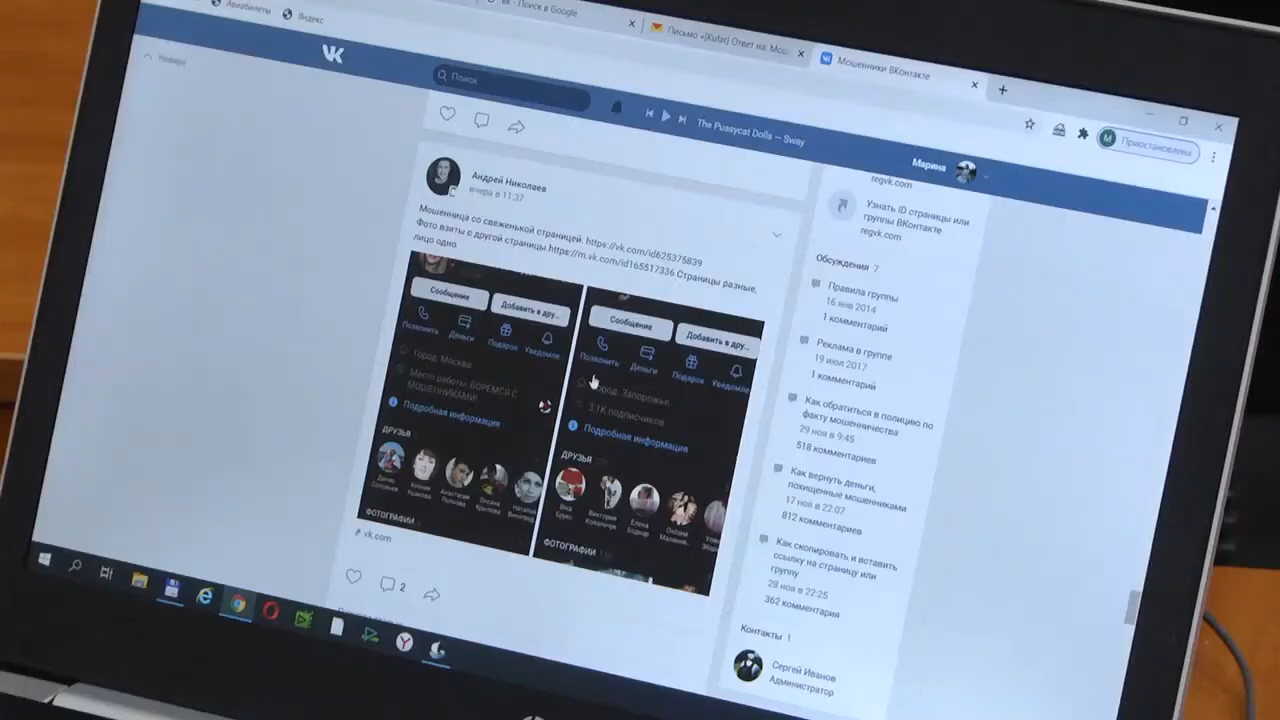 Авиабилеты
Яндекс
вк - Поиск в Google
Письмо «[Kufar] Ответ на: Мош
Мошенники ВКонтакте
Наверх
Поиск
The Pussycat Dolls – Sway
М
Приостановлена
Марина
Андрей Николаев
вчера в 11:37
Мошенница со свеженькой страницей. https://vk.com/id625375839
Фото взяты с другой страницы.https://m.vk.com/id165517336 Страницы разные,
лицо одно.
Сообщение
Добавить в дру...
Позвонить
Деньги
Подарок
Уведомле
Город: Москва
Место работы: БОРЕМСЯ С
МОШЕННИКАМИ!
Подробная информация
ДРУЗЬЯ
Ксения
Оксана
Крылова
ФОТОГРАФИИ
Сообщение
Добавить в дру...
Позвонить
Деньги
Подарок
Уведомле
Город: Запорожье
3,1K подписчиков
Подробная информация
ДРУЗЬЯ
Виктория
Ковальчук
Елена
Боднар
Оксана
ФОТОГРАФИИ
vk.com
2
regvk.com
Узнать ID страницы или
группы ВКонтакте
regvk.com
Обсуждения 7
Правила группы
16 янв 2014
1 комментарий
Реклама в группе
19 июл 2017
1 комментарий
Как обратиться в полицию по
факту мошенничества
29 ноя в 9:45
518 комментариев
Как вернуть деньги,
похищенные мошенниками
17 ноя в 22:07
812 комментариев
Как скопировать и вставить
ссылку на страницу или
группу
28 ноя в 22:25
362 комментария
Контакты 1
Сергей Иванов
Администратор